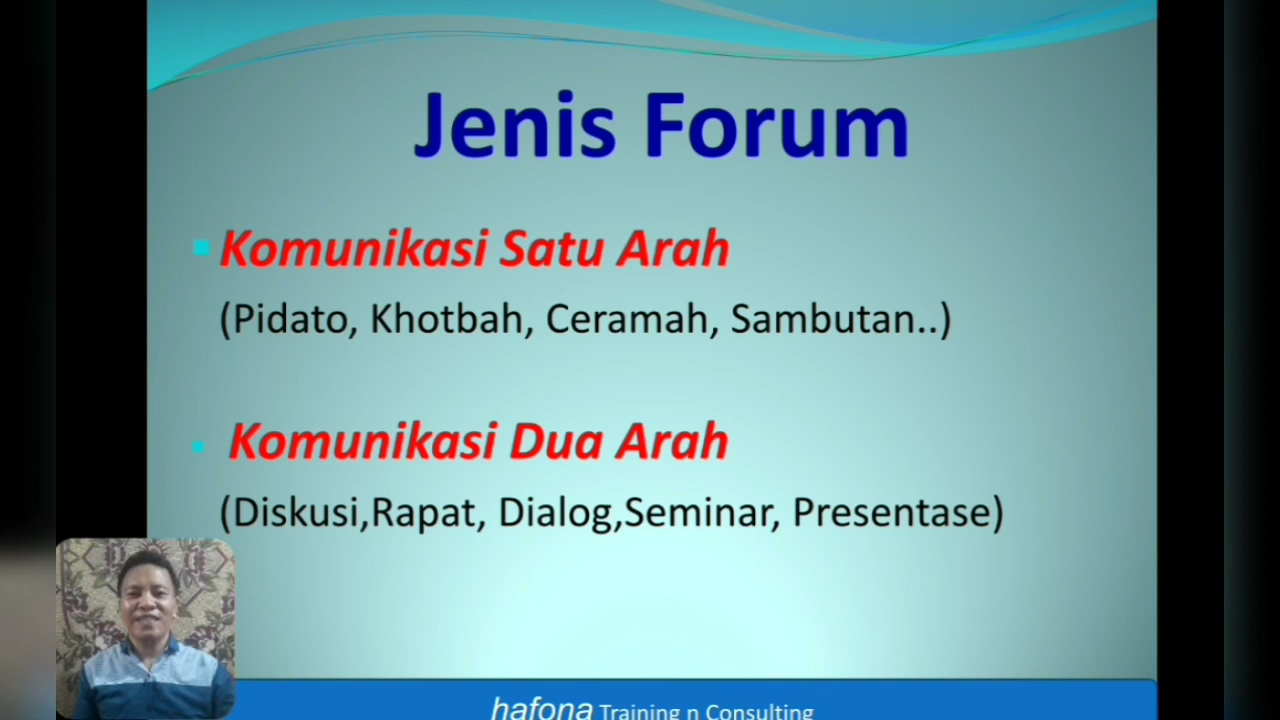 Jenis Forum
Komunikasi Satu Arah
(Pidato, Khotbah, Ceramah, Sambutan..)
Komunikasi Dua Arah
(Diskusi,Rapat, Dialog,Seminar, Presentase)
hafona Training n Consulting